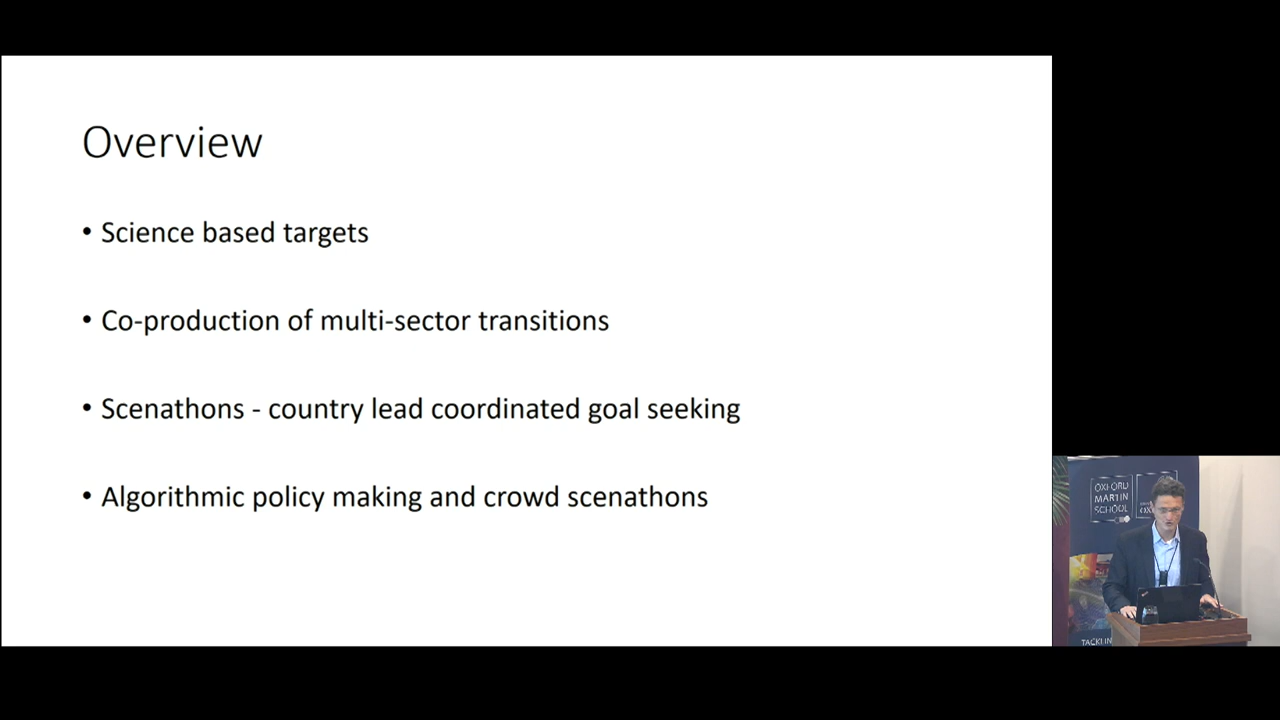 Overview
• Science based targets
• Co-production of multi-sector transitions
• Scenathons - country lead coordinated goal seeking
• Algorithmic policy making and crowd scenathons
OXFORD
MARTIN
SCHOOL